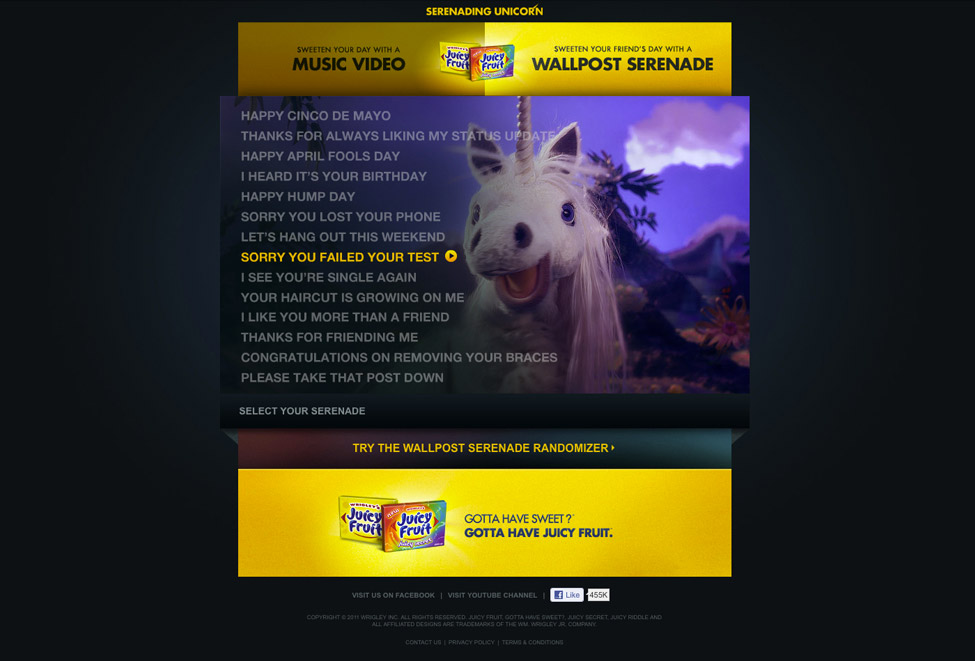 SERENADING UNICORN
SWEETEN YOUR DAY WITH A
MUSIC VIDEO
WRIGLEY'S
JUICY
FRUIT
JUICY
FRUIT
SWEETEN YOUR FRIEND'S DAY WITH A
WALLPOST SERENADE
HAPPY CINCO DE MAYO
THANKS FOR ALWAYS LIKING MY STATUS UPDATE
HAPPY APRIL FOOLS DAY
I HEARD IT'S YOUR BIRTHDAY
HAPPY HUMP DAY
SORRY YOU LOST YOUR PHONE
LET'S HANG OUT THIS WEEKEND
SORRY YOU FAILED YOUR TEST
I SEE YOU'RE SINGLE AGAIN
YOUR HAIRCUT IS GROWING ON ME
I LIKE YOU MORE THAN A FRIEND
THANKS FOR FRIENDING ME
CONGRATULATIONS ON REMOVING YOUR BRACES
PLEASE TAKE THAT POST DOWN
SELECT YOUR SERENADE
TRY THE WALLPOST SERENADE RANDOMIZER
WRIGLEY'S
JUICY
FRUIT
JUICY
FRUIT
GOTTA HAVE SWEET?
GOTTA HAVE JUICY FRUIT.
VISIT US ON FACEBOOK | VISIT YOUTUBE CHANNEL | Like 455K
COPYRIGHT © 2011 WRIGLEY INC. ALL RIGHTS RESERVED. JUICY FRUIT, GOTTA HAVE SWEET?, JUICY SECRET, JUICY RIDDLE AND
ALL AFFILIATED DESIGNS ARE TRADEMARKS OF THE WM. WRIGLEY JR. COMPANY.
CONTACT US | PRIVACY POLICY | TERMS & CONDITIONS